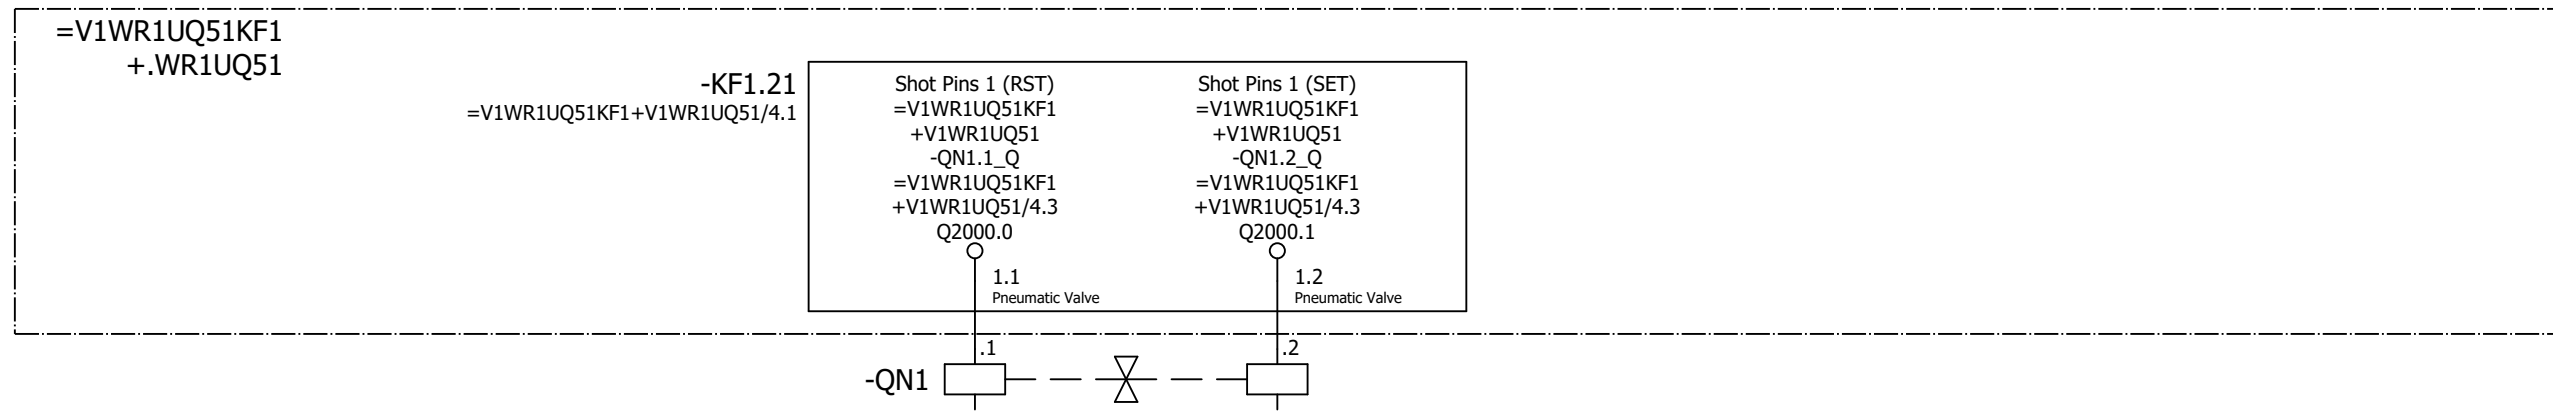 =V1WR1UQ51KF1
+.WR1UQ51
-KF1.21
=V1WR1UQ51KF1+V1WR1UQ51/4.1
Shot Pins 1 (RST)
=V1WR1UQ51KF1
+V1WR1UQ51
-QN1.1_Q
=V1WR1UQ51KF1
+V1WR1UQ51/4.3
Q2000.0
1.1
Pneumatic Valve
Shot Pins 1 (SET)
=V1WR1UQ51KF1
+V1WR1UQ51
-QN1.2_Q
=V1WR1UQ51KF1
+V1WR1UQ51/4.3
Q2000.1
1.2
Pneumatic Valve
.1
.2
-QN1